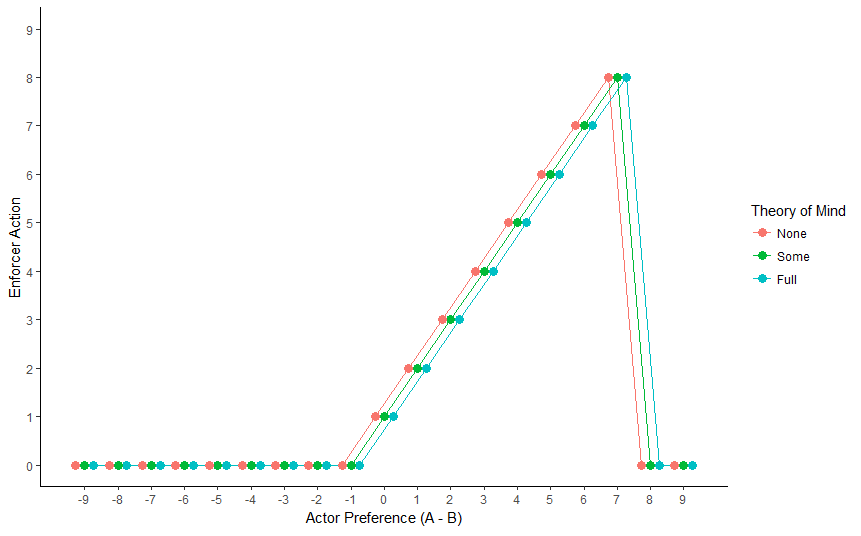 9
8
7
6
5
4
3
2
1
0
Enforcer Action
-9 -8 -7 -6 -5 -4 -3 -2 -1 0 1 2 3 4 5 6 7 8 9
Actor Preference (A - B)
Theory of Mind
None
Some
Full